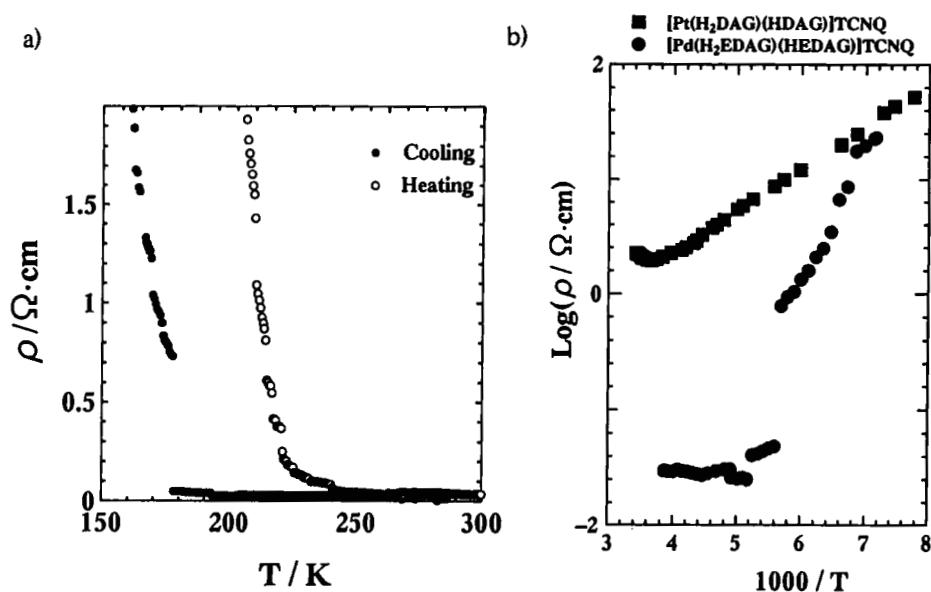 a)
ρ/Ω·cm
1.5
1
0.5
0
150
200
250
300
T / K
Cooling
Heating
b)
[Pt(H₂DAG)(HDAG)]TCNQ
[Pd(H₂EDAG)(HEDAG)]TCNQ
Log(ρ/Ω·cm)
2
0
-2
3
4
5
6
7
8
1000 / T